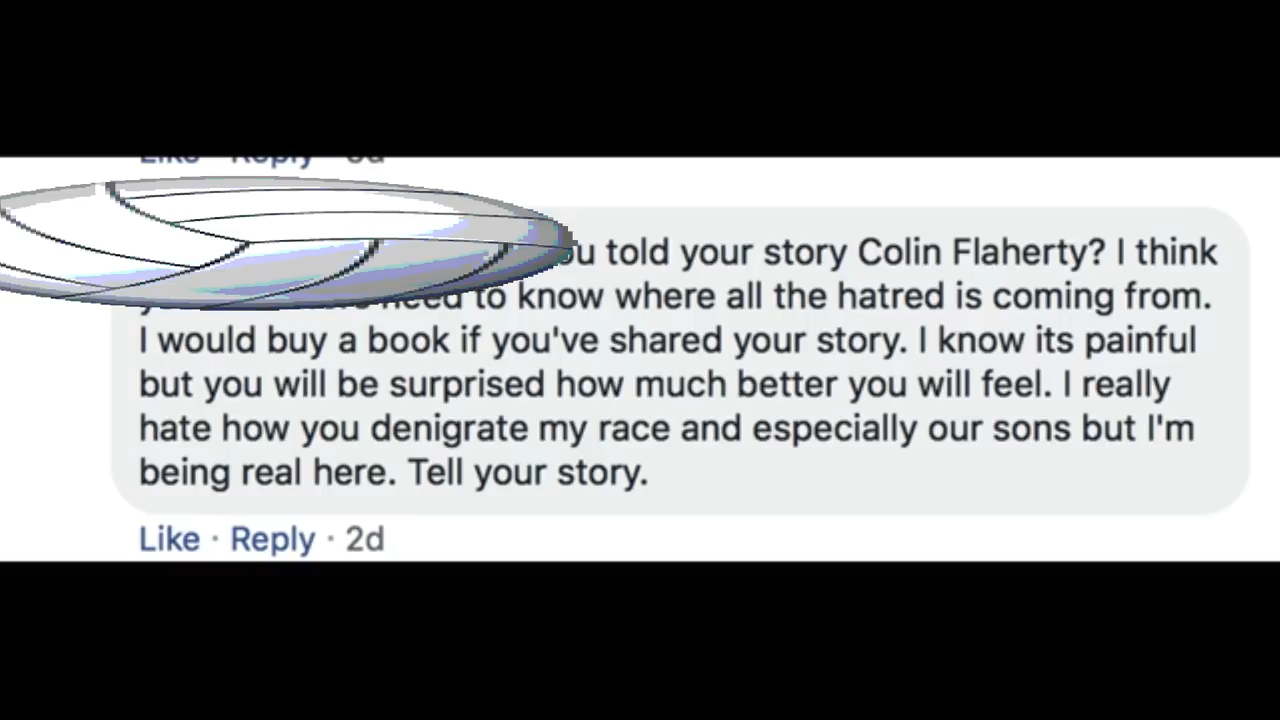 Like Reply
told your story Colin Flaherty? I think
need to know where all the hatred is coming from.
I would buy a book if you've shared your story. I know its painful
but you will be surprised how much better you will feel. I really
hate how you denigrate my race and especially our sons but I'm
being real here. Tell your story.
Like · Reply · 2d